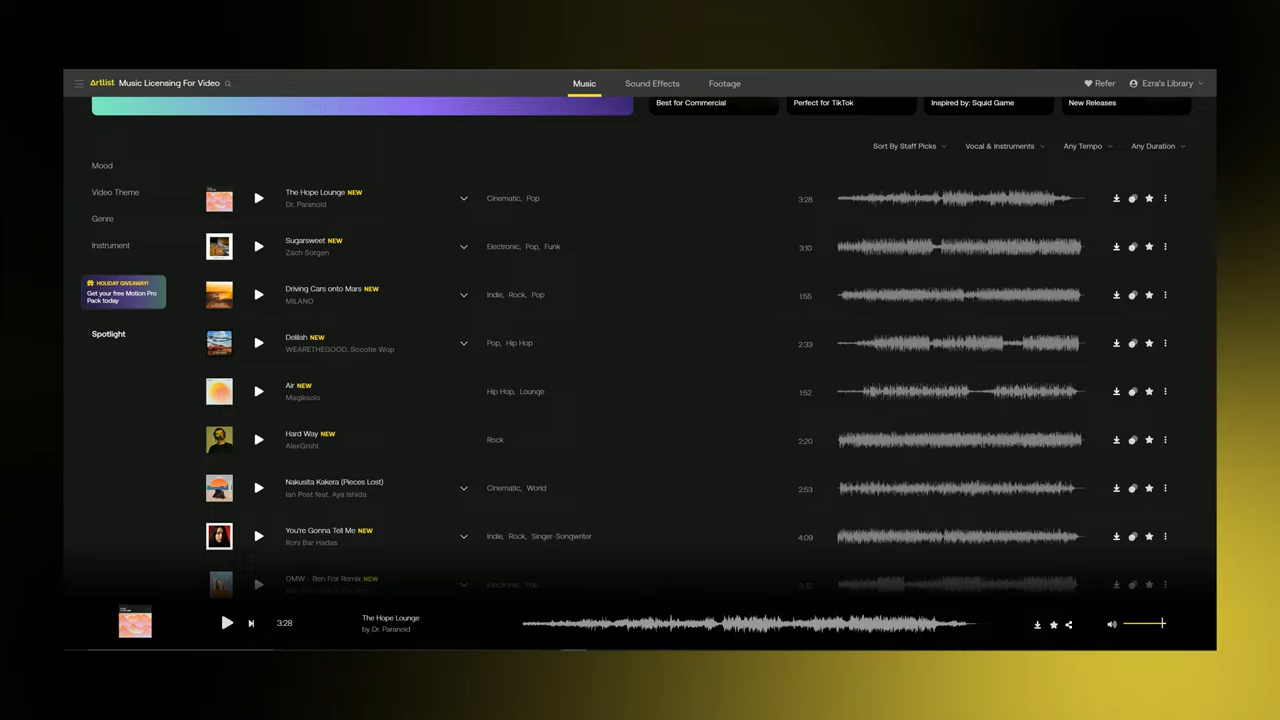 Artlist Music Licensing For Video
Music Sound Effects Footage
Refer Ezra's Library
Best for Commercial Perfect for TikTok Inspired by: Squid Game New Releases
Sort By Staff Picks Vocal & Instruments Any Tempo Any Duration
Mood
Video Theme
Genre
Instrument
HOLIDAY GIVEAWAY!
Get your free Motion Pro
Pack today
Spotlight
The Hope Lounge NEW
Dr. Paranoid
Cinematic, Pop
3:28
Sugarsweet NEW
Zach Sorgen
Electronic, Pop, Funk
3:10
Driving Cars onto Mars NEW
MILANO
Indie, Rock, Pop
1:55
Delilah NEW
WEARETHEGOOD, Scootie Wop
Pop, Hip Hop
2:33
Air NEW
Magiksolo
Hip Hop, Lounge
1:52
Hard Way NEW
AlexGrohl
Rock
2:20
Nakusita Kakera (Pieces Lost)
Ian Post feat. Aya Ishida
Cinematic, World
2:53
You're Gonna Tell Me NEW
Roni Bar Hadas
Indie, Rock, Singer-Songwriter
4:09
OMW - Ben Fox Remix NEW
Electronic, Pop
3:28
The Hope Lounge
by Dr. Paranoid